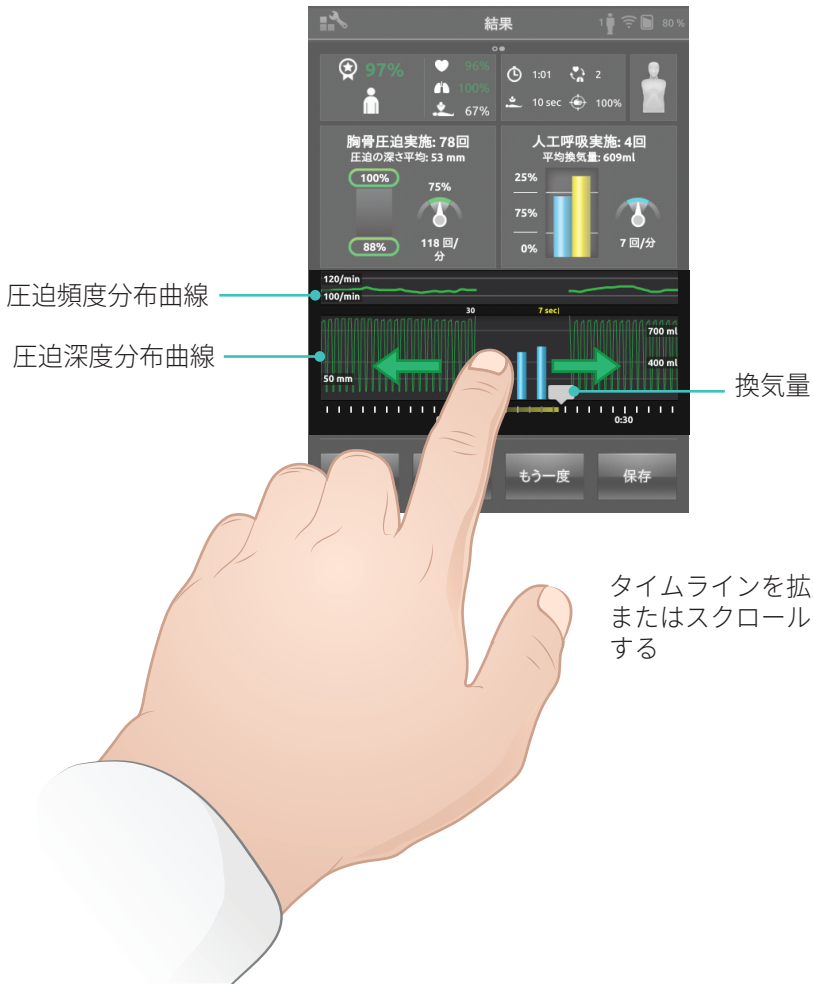 結果
1
80 %
97%
96%
100%
67%
1:01
2
10 sec
100%
胸骨圧迫実施: 78回
圧迫の深さ平均: 53 mm
100%
75%
88%
118 回/
分
人工呼吸実施: 4回
平均換気量: 609ml
25%
75%
0%
7 回/分
圧迫頻度分布曲線
120/min
100/min
30
7 sec
圧迫深度分布曲線
700 ml
400 ml
50 mm
換気量
0:30
もう一度
保存
タイムラインを拡
またはスクロール
する